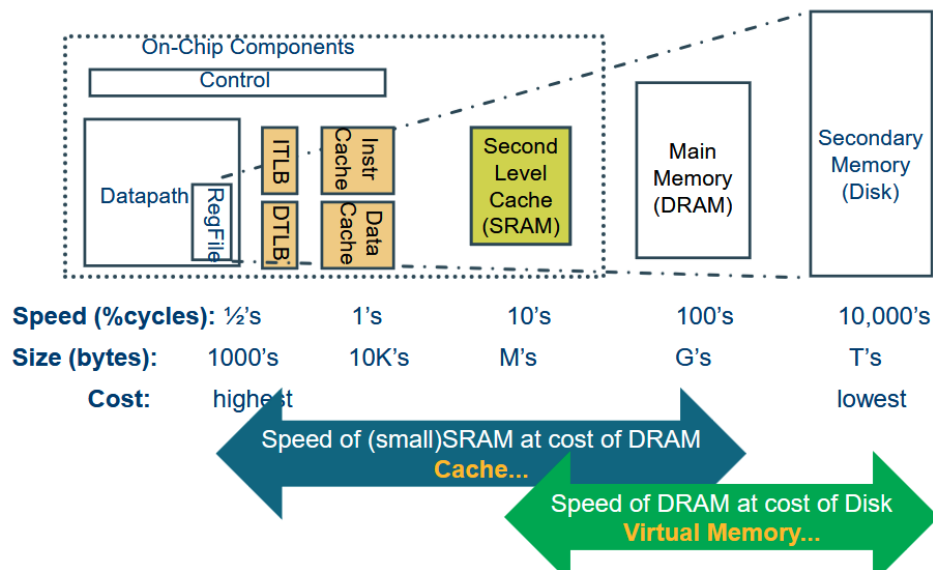 On-Chip Components
Control
Datapath
RegFile
ITLB
DTLB
Instr
Cache
Data
Cache
Second
Level
Cache
(SRAM)
Main
Memory
(DRAM)
Secondary
Memory
(Disk)
Speed (%cycles): ½'s 1's 10's 100's 10,000's
Size (bytes): 1000's 10K's M's G's T's
Cost: highest lowest
Speed of (small)SRAM at cost of DRAM
Cache...
Speed of DRAM at cost of Disk
Virtual Memory...